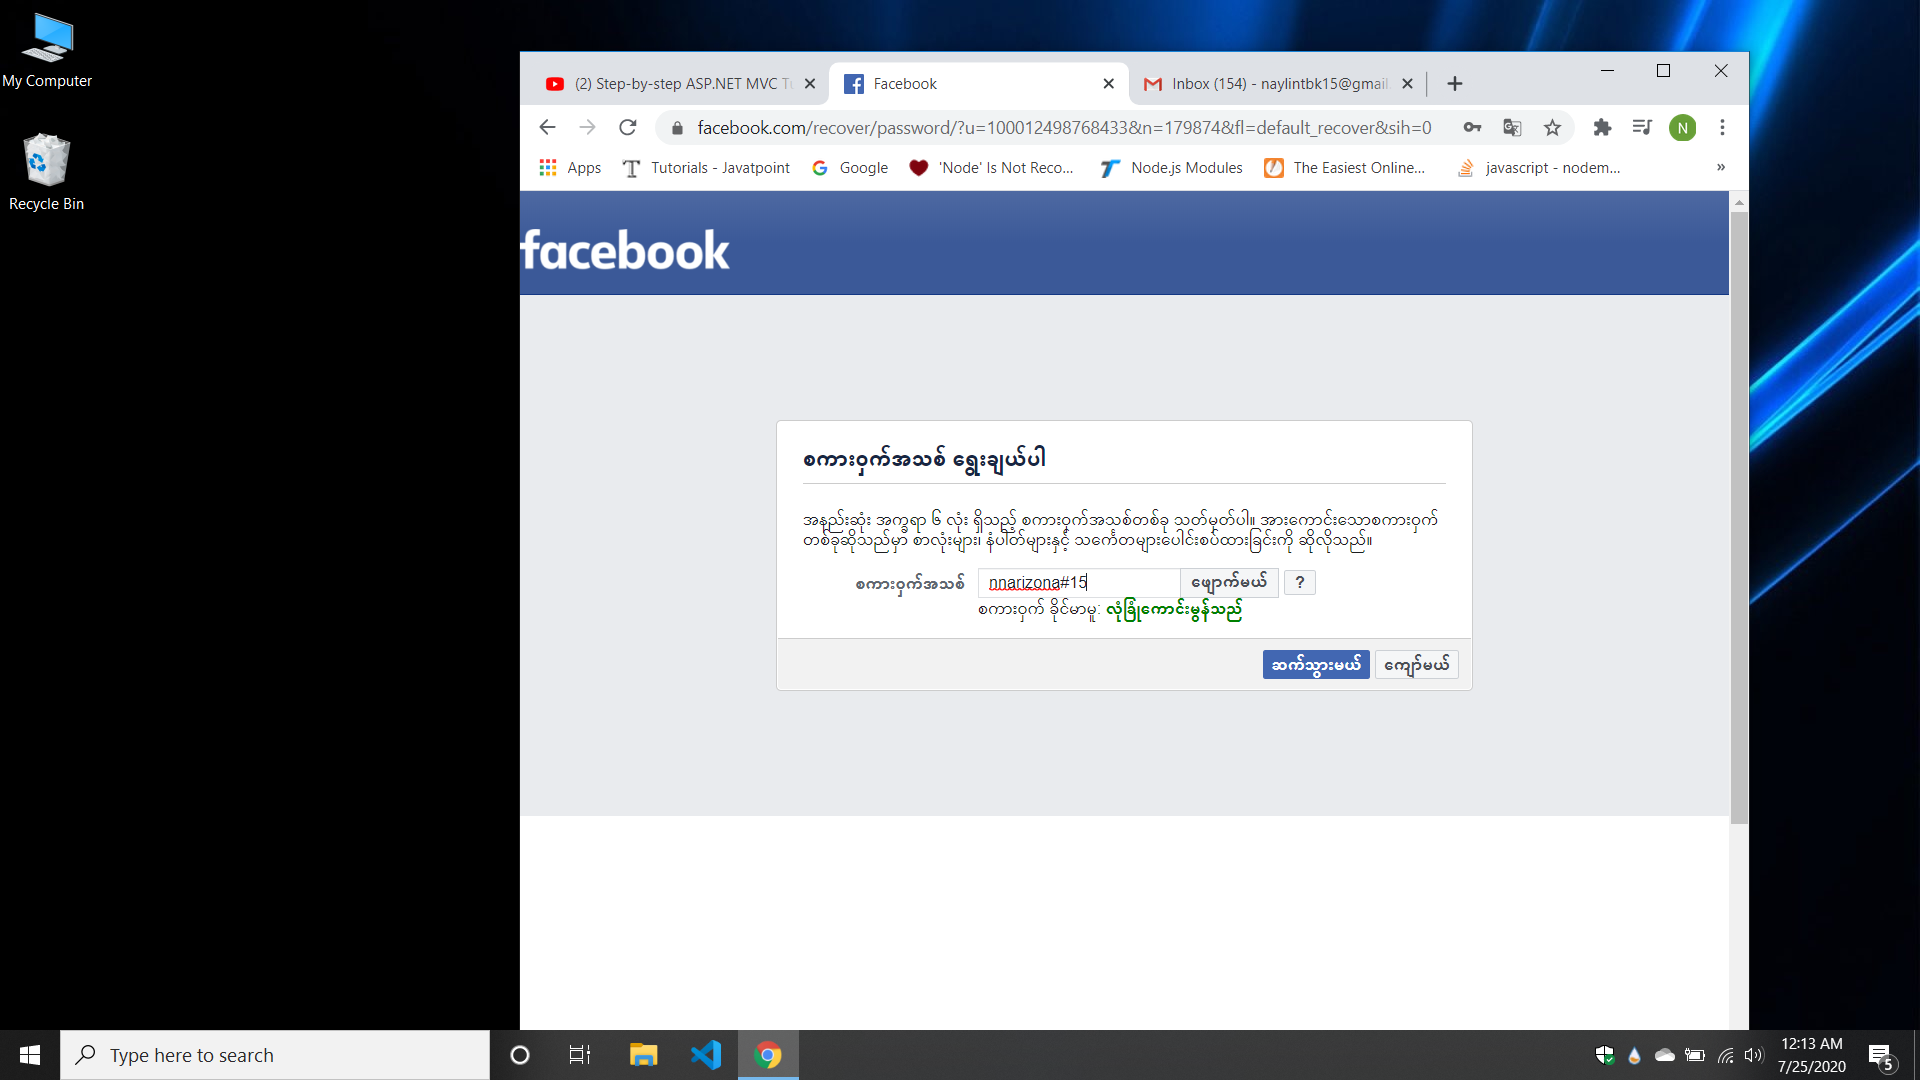 My Computer
Recycle Bin
(2) Step-by-step ASP.NET MVC Tu
Facebook
Inbox (154) - naylintbk15@gmail.
facebook.com/recover/password/?u=100012498768433&n=179874&fl=default_recover&sih=0
N
Apps
Tutorials - Javatpoint
Google
'Node' Is Not Reco...
Node.js Modules
The Easiest Online...
javascript - nodem...
»
facebook
စကားဝှက်အသစ် ရွေးချယ်ပါ
အနည်းဆုံး အက္ခရာ ၆ လုံး ရှိသည့် စကားဝှက်အသစ်တစ်ခု သတ်မှတ်ပါ။ အားကောင်းသောစကားဝှက်
တစ်ခုဆိုသည်မှာ စာလုံးများ၊ နံပါတ်များနှင့် သင်္ကေတများပေါင်းစပ်ထားခြင်းကို ဆိုလိုသည်။
စကားဝှက်အသစ် nnarizona#15 ဖျောက်မယ် ?
စကားဝှက် ခိုင်မာမှု: လုံခြုံကောင်းမွန်သည်
ဆက်သွားမယ် ကျော်မယ်
Type here to search
12:13 AM
7/25/2020
5